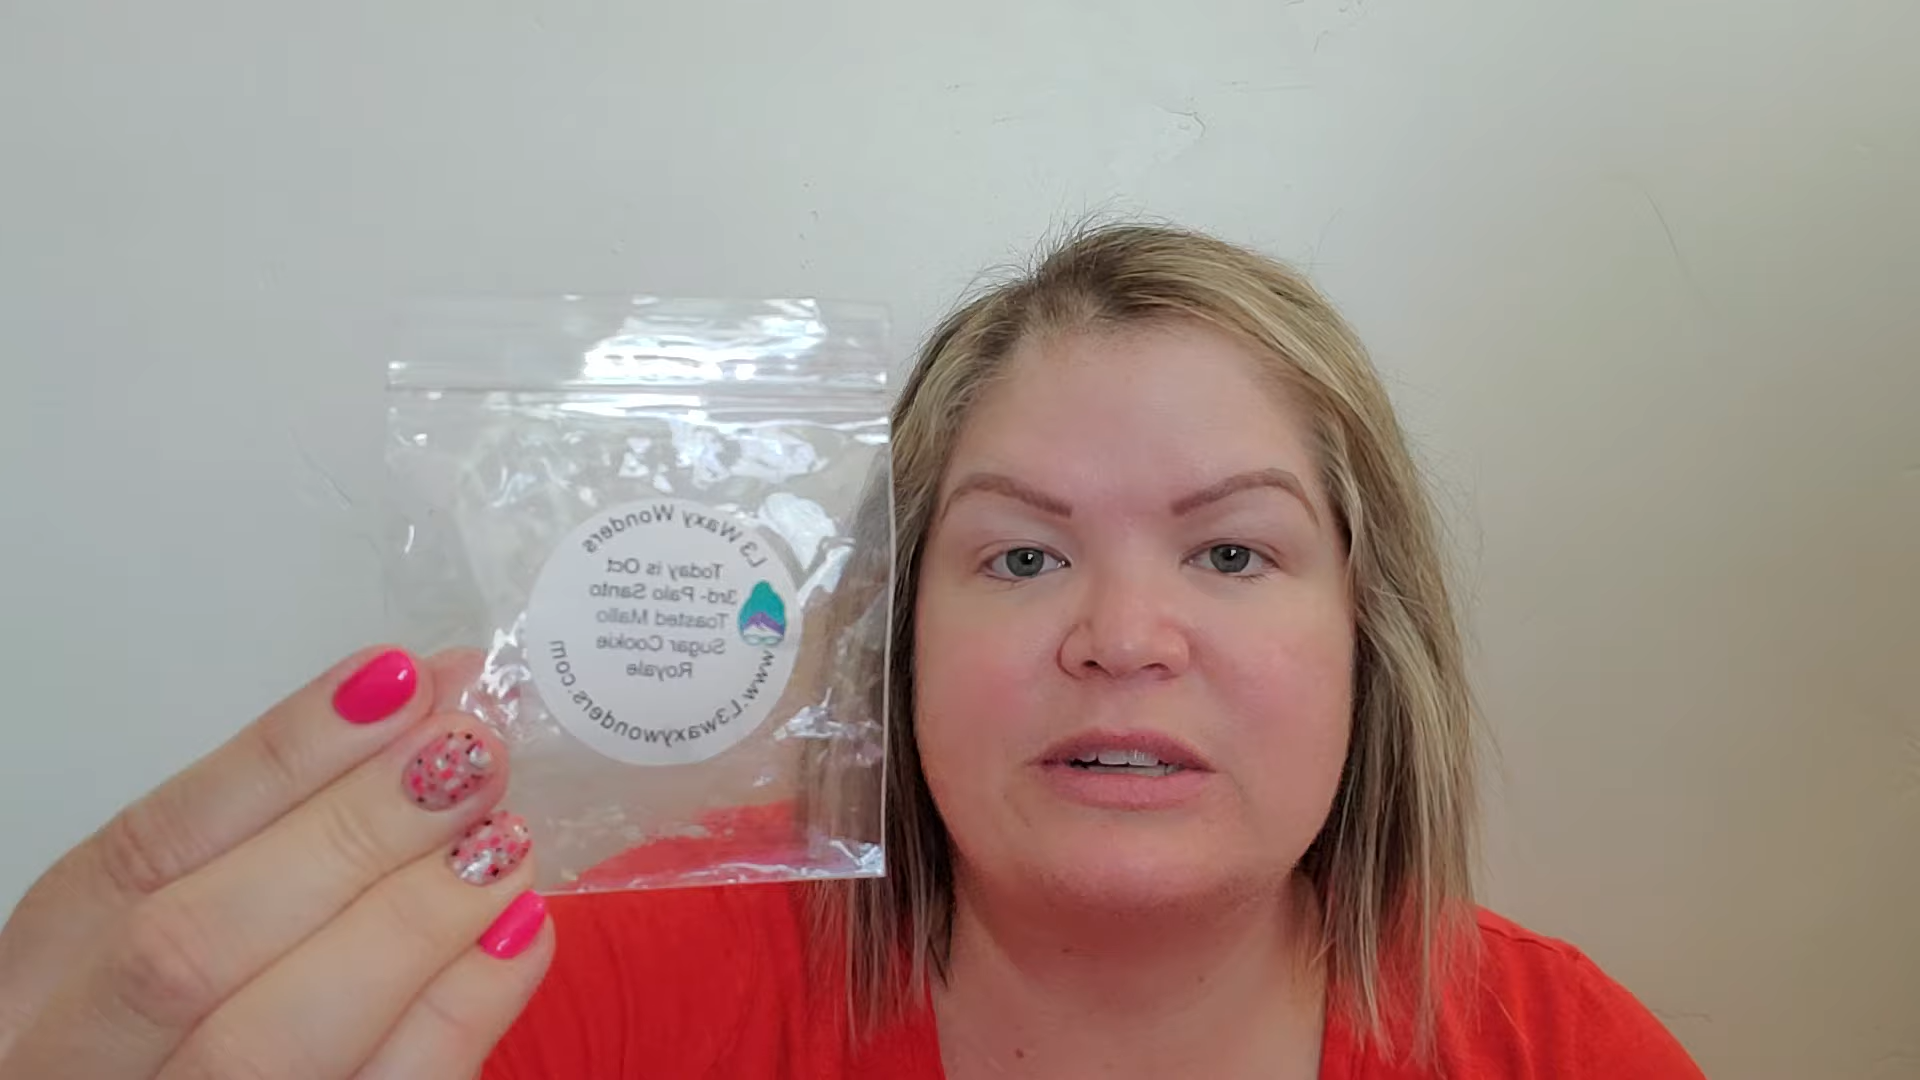 L3 Waxy Wonders
Today is Oct
3rd- Palo Santo
Toasted Mallo
Sugar Cookie
Royale
www.L3waxywonders.com